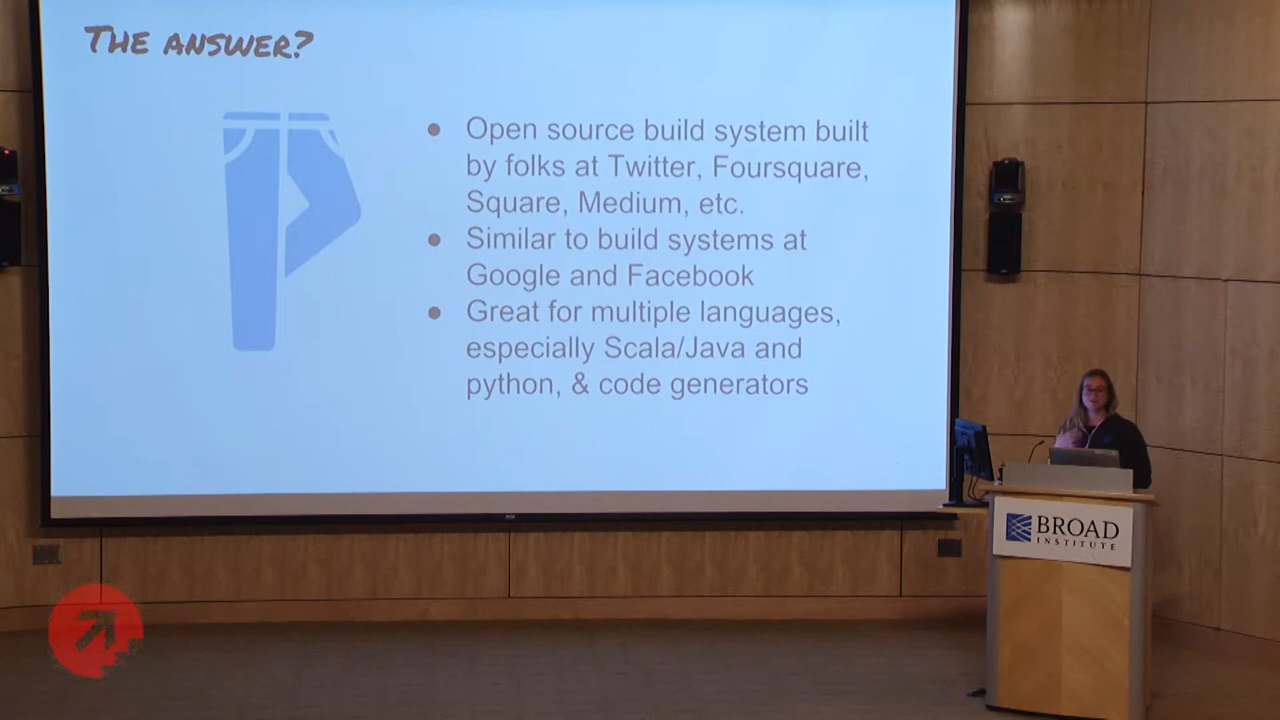 THE ANSWER?
● Open source build system built
by folks at Twitter, Foursquare,
Square, Medium, etc.
● Similar to build systems at
Google and Facebook
● Great for multiple languages,
especially Scala/Java and
python, & code generators
BROAD
INSTITUTE